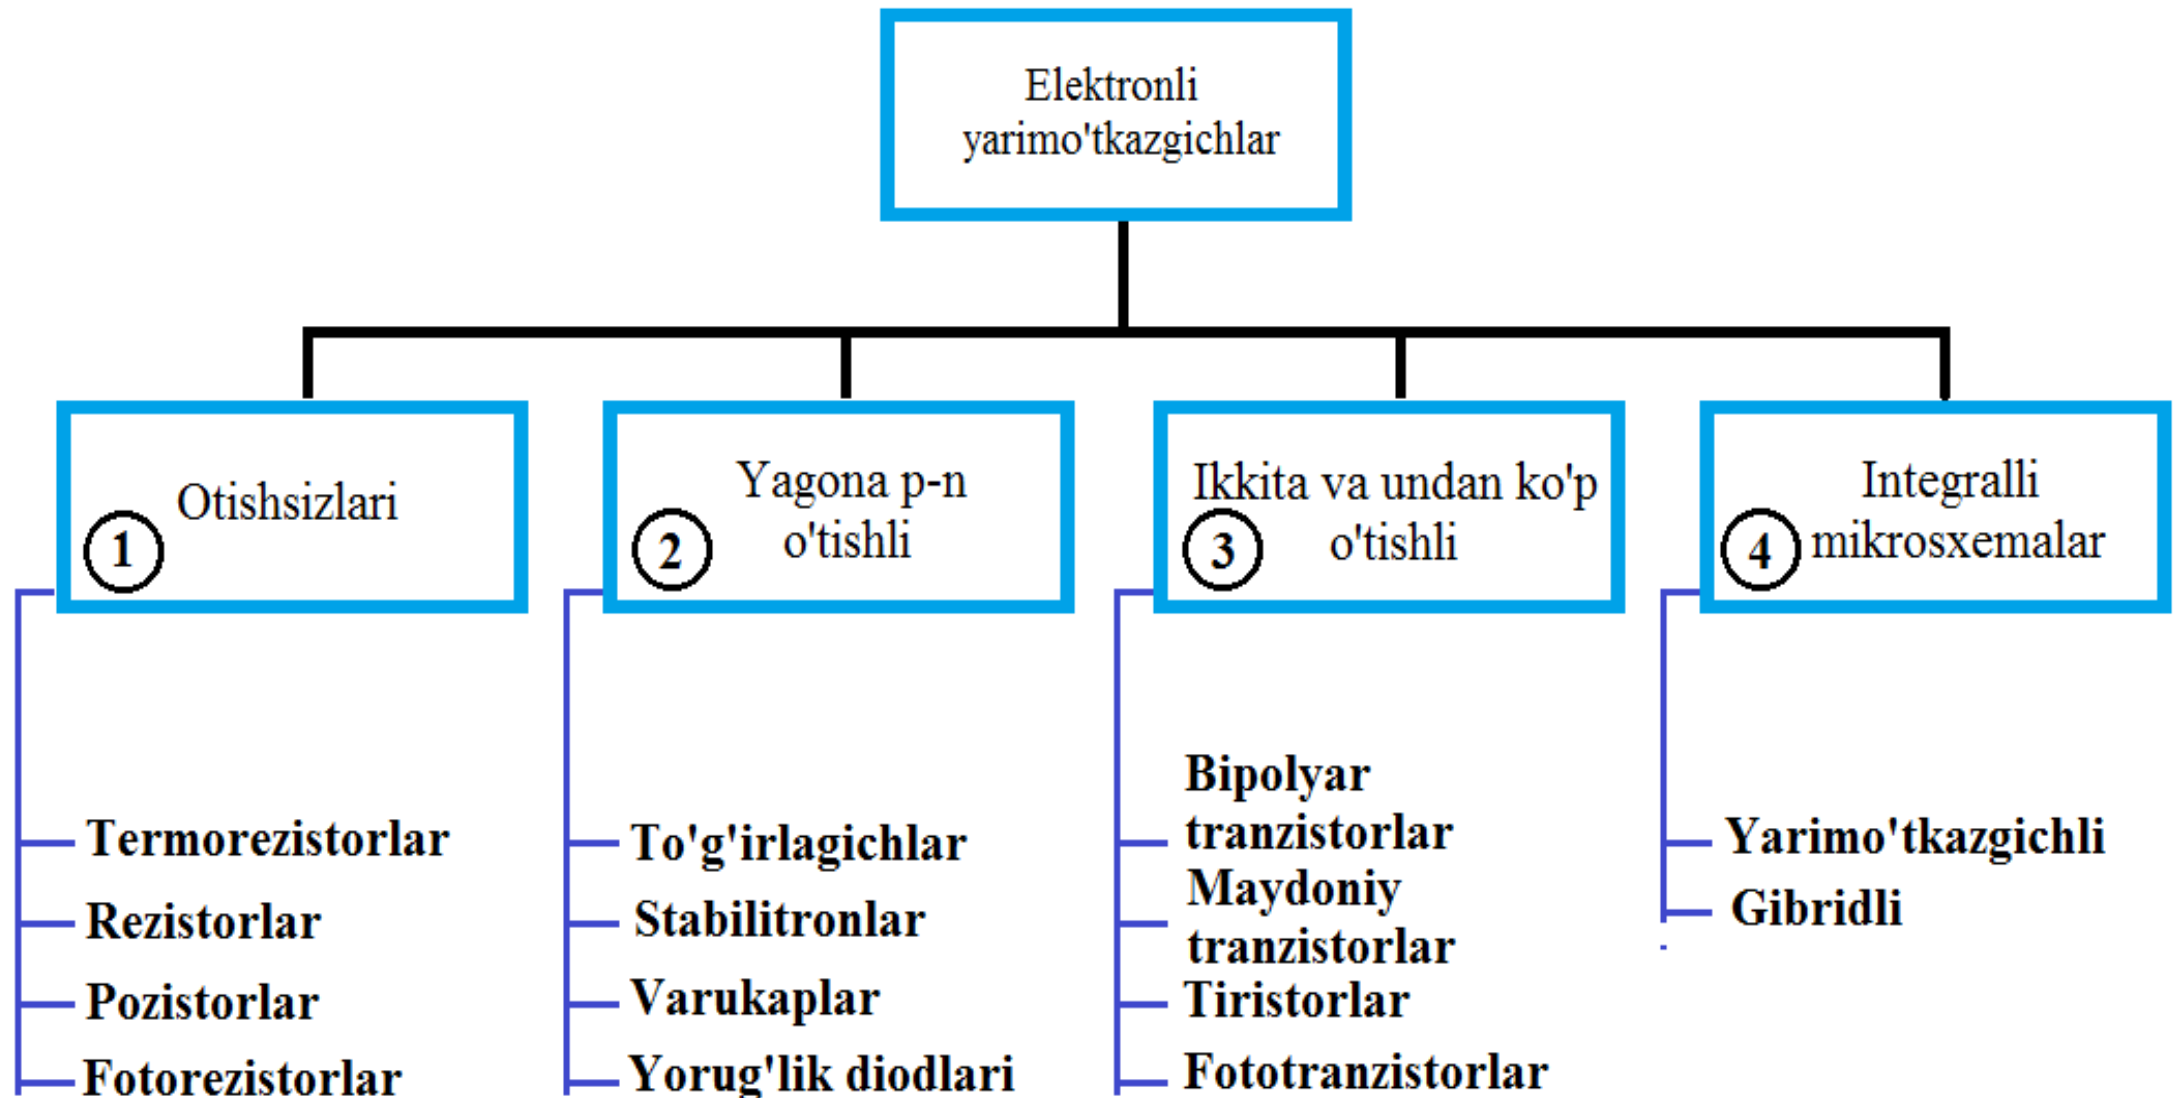 Elektronli
yarimo'tkazgichlar
Otishsizlari
1
Yagona p-n
o'tishli
2
Ikkita va undan ko'p
o'tishli
3
Integralli
mikrosxemalar
4
Termorezistorlar
Rezistorlar
Pozistorlar
Fotorezistorlar
To'g'irlagichlar
Stabilitronlar
Varukaplar
Yorug'lik diodlari
Bipolyar
tranzistorlar
Maydoniy
tranzistorlar
Tiristorlar
Fototranzistorlar
Yarimo'tkazgichli
Gibridli